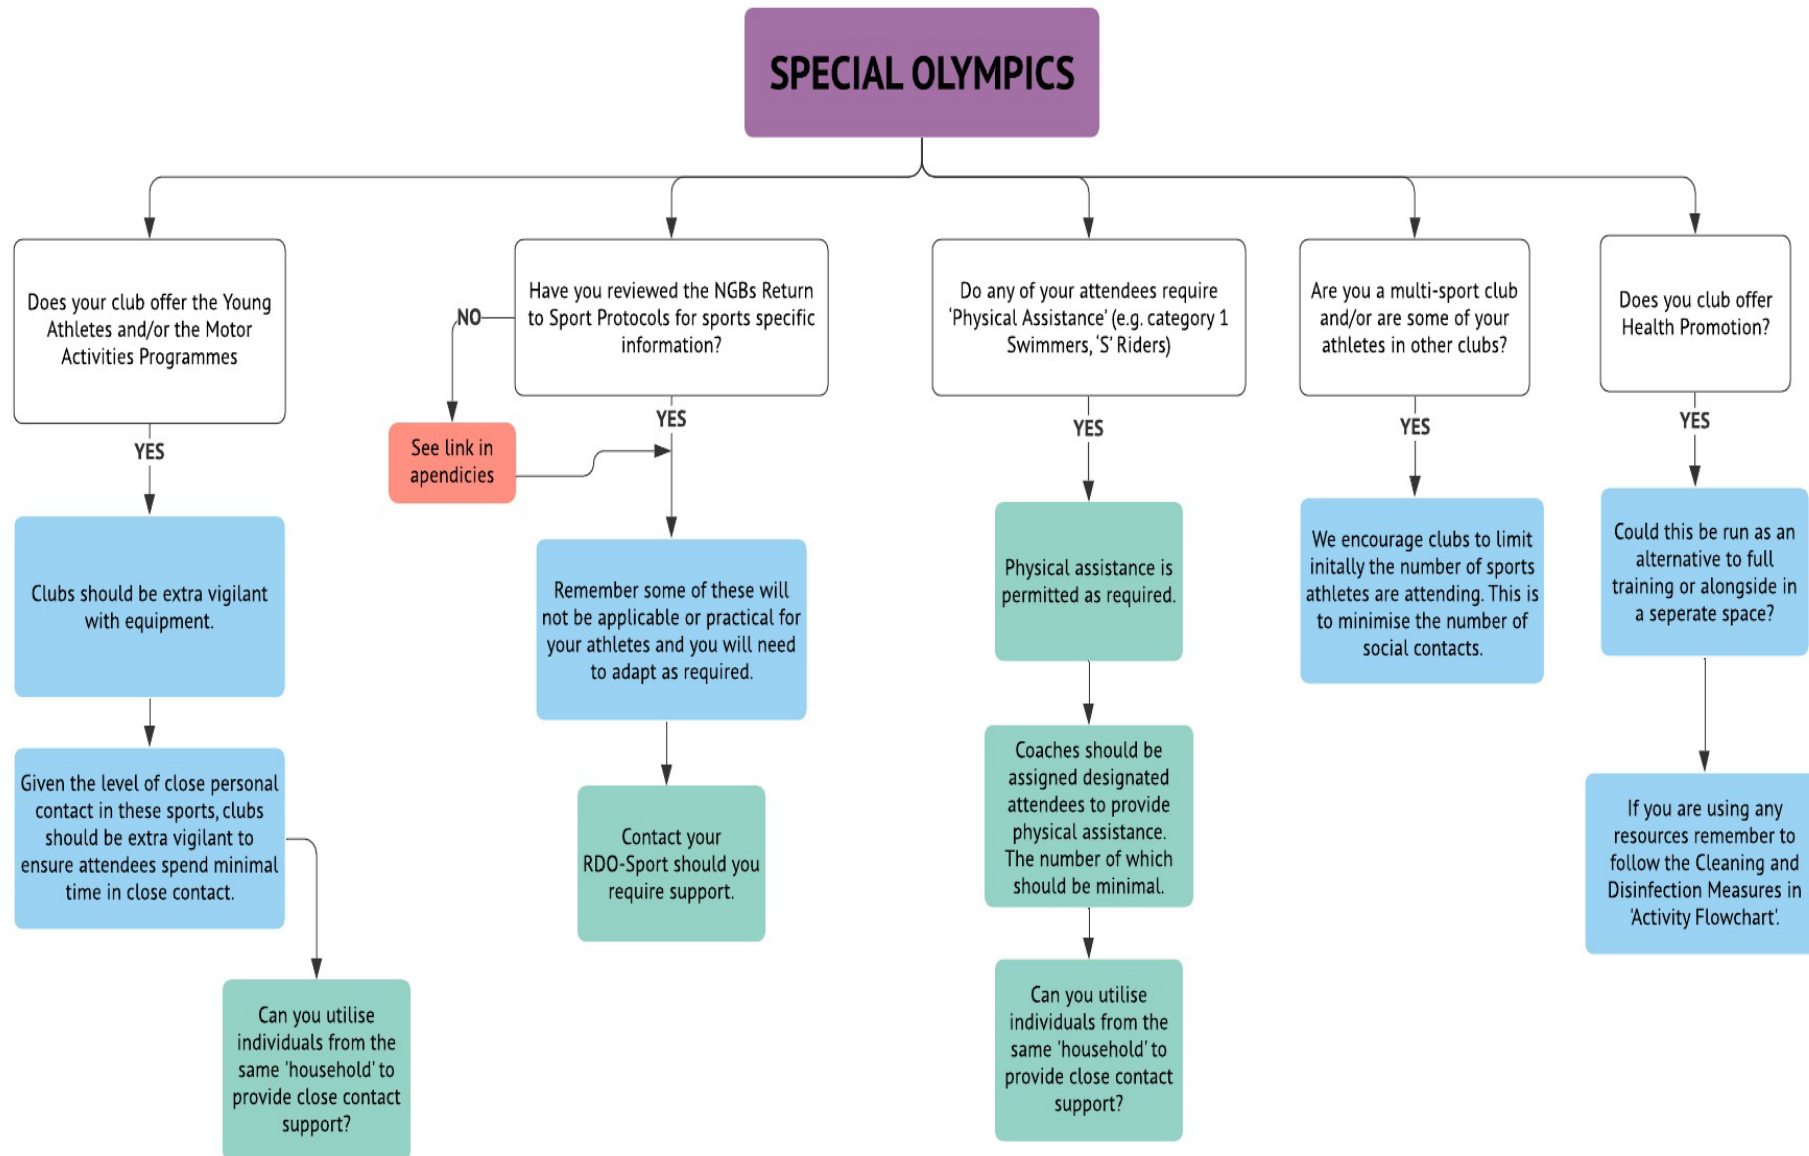 SPECIAL OLYMPICS
Does your club offer the Young
Athletes and/or the Motor
Activities Programmes
YES
Clubs should be extra vigilant
with equipment.
Given the level of close personal
contact in these sports, clubs
should be extra vigilant to
ensure attendees spend minimal
time in close contact.
Can you utilise
individuals from the
same 'household' to
provide close contact
support?
Have you reviewed the NGBs Return
to Sport Protocols for sports specific
information?
NO
See link in
apendicies
YES
Remember some of these will
not be applicable or practical for
your athletes and you will need
to adapt as required.
Contact your
RDO-Sport should you
require support.
Do any of your attendees require
‘Physical Assistance’ (e.g. category 1
Swimmers, ‘S’ Riders)
YES
Physical assistance is
permitted as required.
Coaches should be
assigned designated
attendees to provide
physical assistance.
The number of which
should be minimal.
Can you utilise
individuals from the
same 'household' to
provide close contact
support?
Are you a multi-sport club
and/or are some of your
athletes in other clubs?
YES
We encourage clubs to limit
initally the number of sports
athletes are attending. This is
to minimise the number of
social contacts.
Does you club offer
Health Promotion?
YES
Could this be run as an
alternative to full
training or alongside in
a seperate space?
If you are using any
resources remember to
follow the Cleaning and
Disinfection Measures in
'Activity Flowchart'.